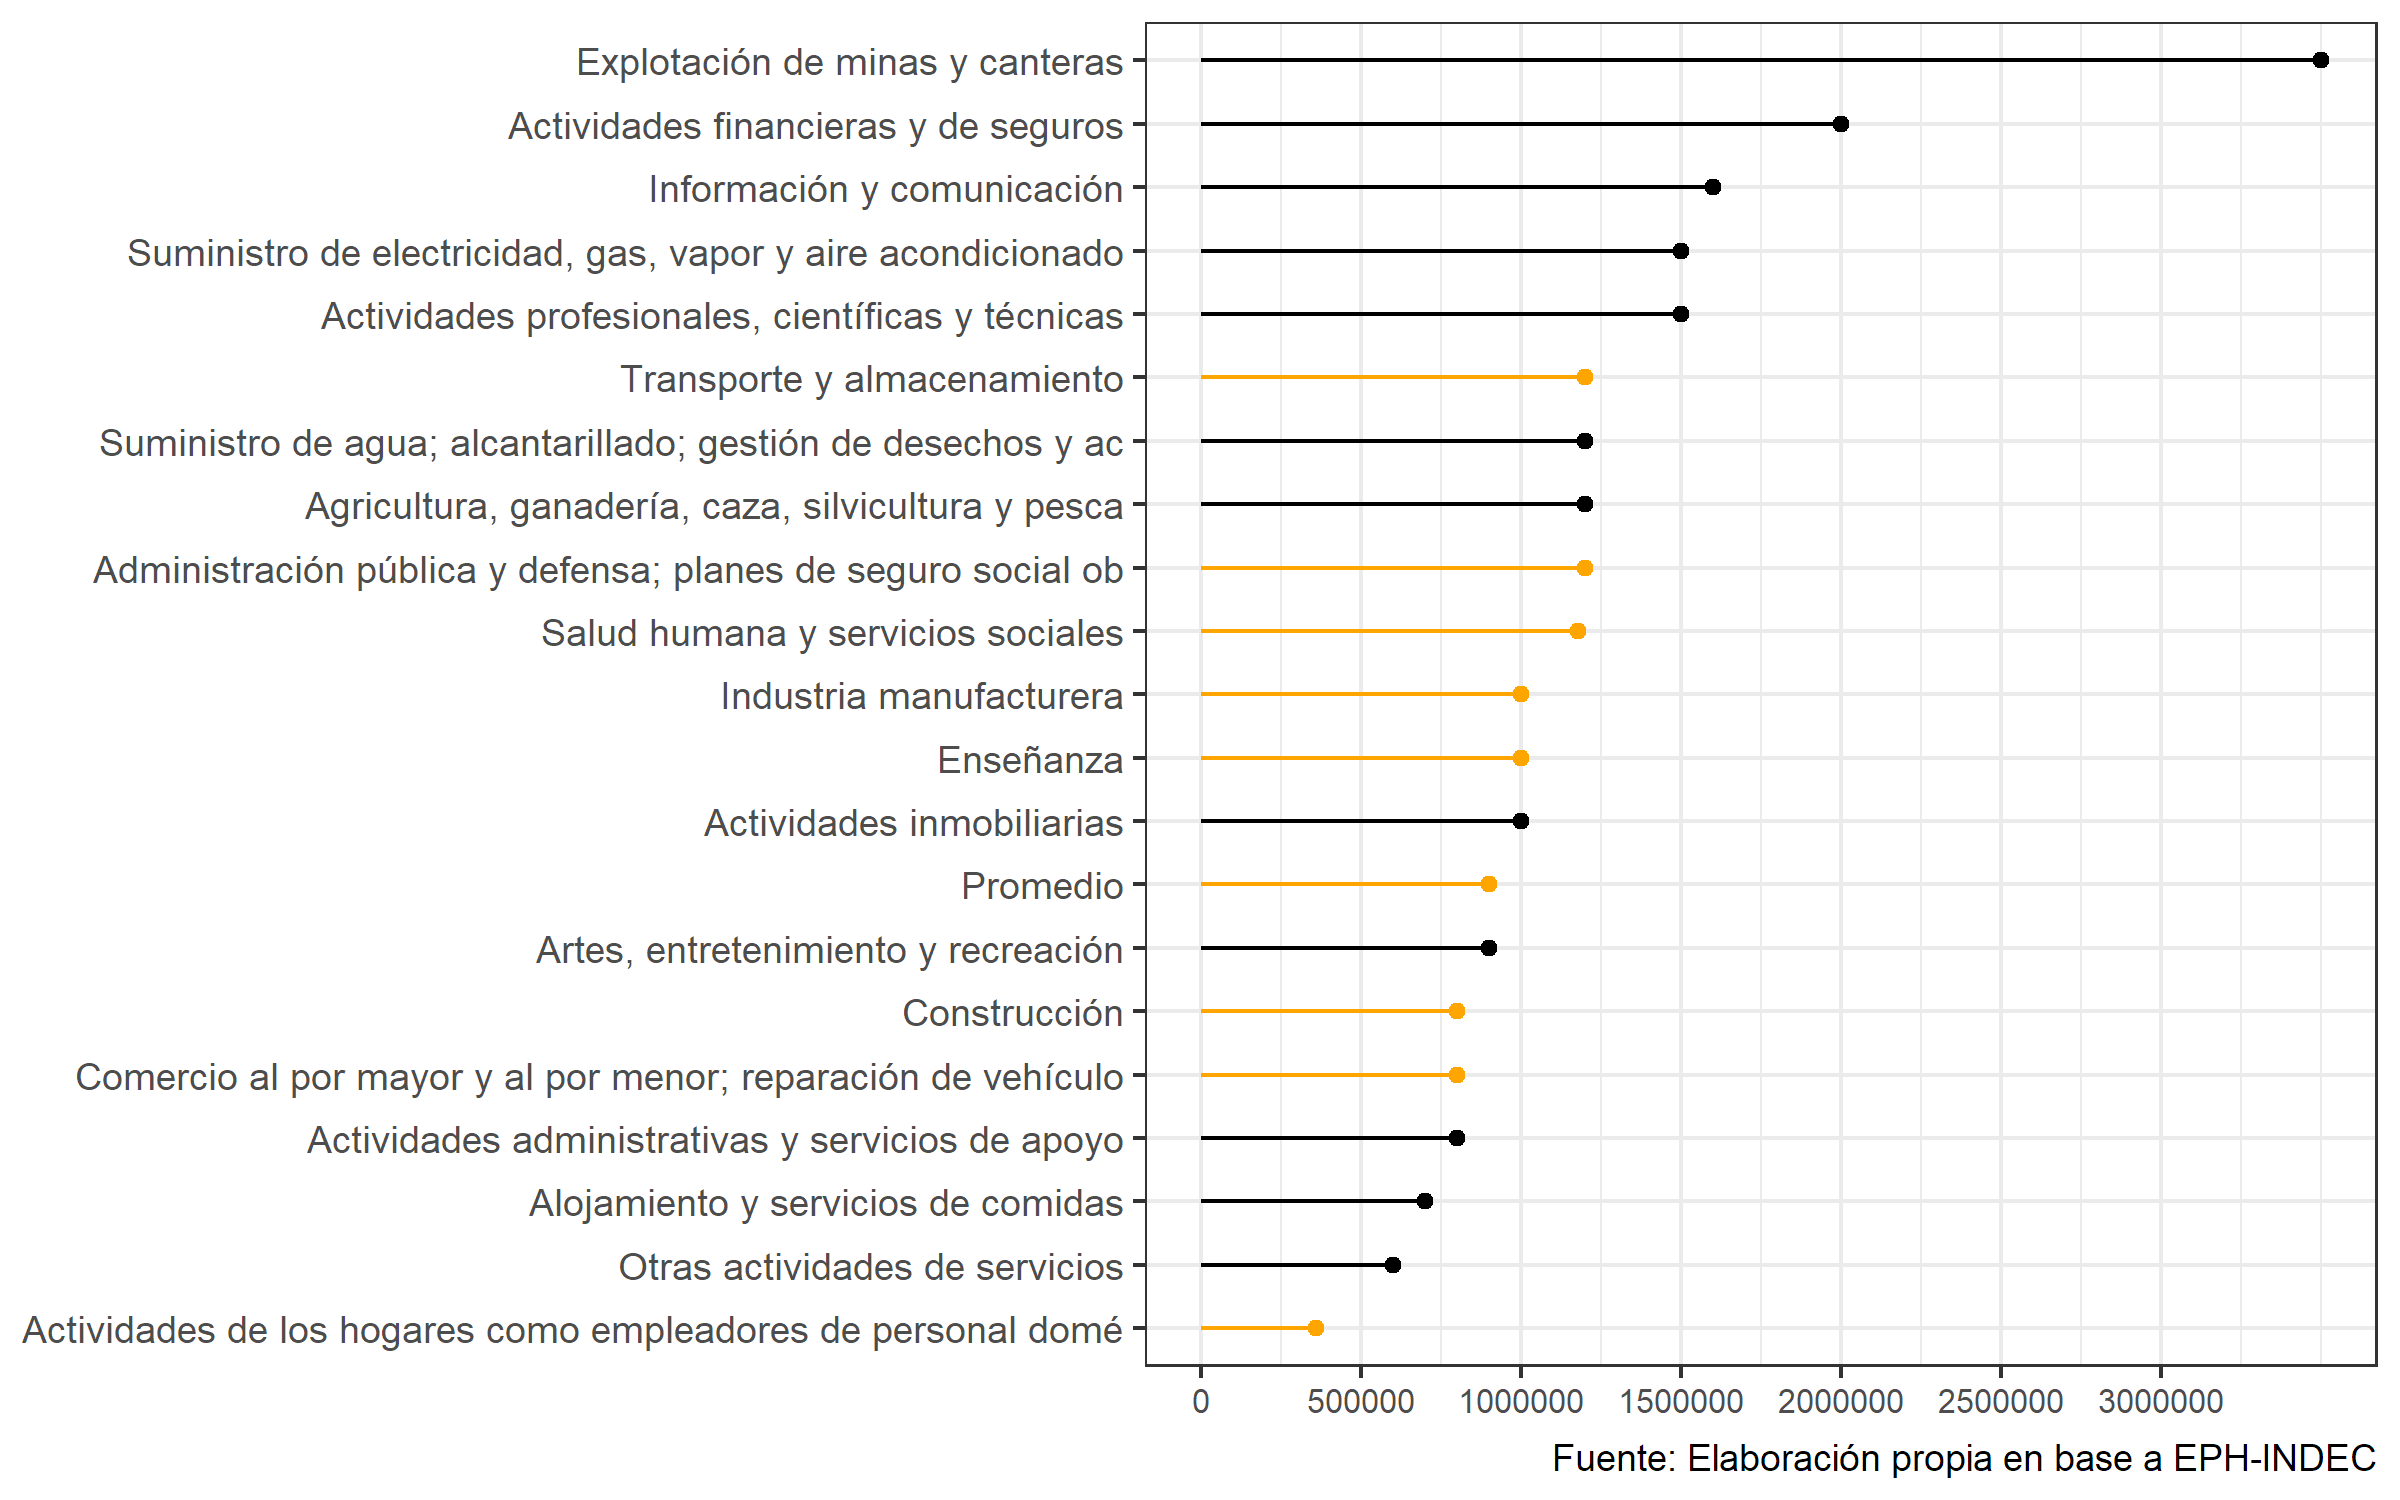 Explotación de minas y canteras
Actividades financieras y de seguros
Información y comunicación
Suministro de electricidad, gas, vapor y aire acondicionado
Actividades profesionales, científicas y técnicas
Transporte y almacenamiento
Suministro de agua; alcantarillado; gestión de desechos y ac
Agricultura, ganadería, caza, silvicultura y pesca
Administración pública y defensa; planes de seguro social ob
Salud humana y servicios sociales
Industria manufacturera
Enseñanza
Actividades inmobiliarias
Promedio
Artes, entretenimiento y recreación
Construcción
Comercio al por mayor y al por menor; reparación de vehículo
Actividades administrativas y servicios de apoyo
Alojamiento y servicios de comidas
Otras actividades de servicios
Actividades de los hogares como empleadores de personal domé
0 500000 1000000 1500000 2000000 2500000 3000000
Fuente: Elaboración propia en base a EPH-INDEC